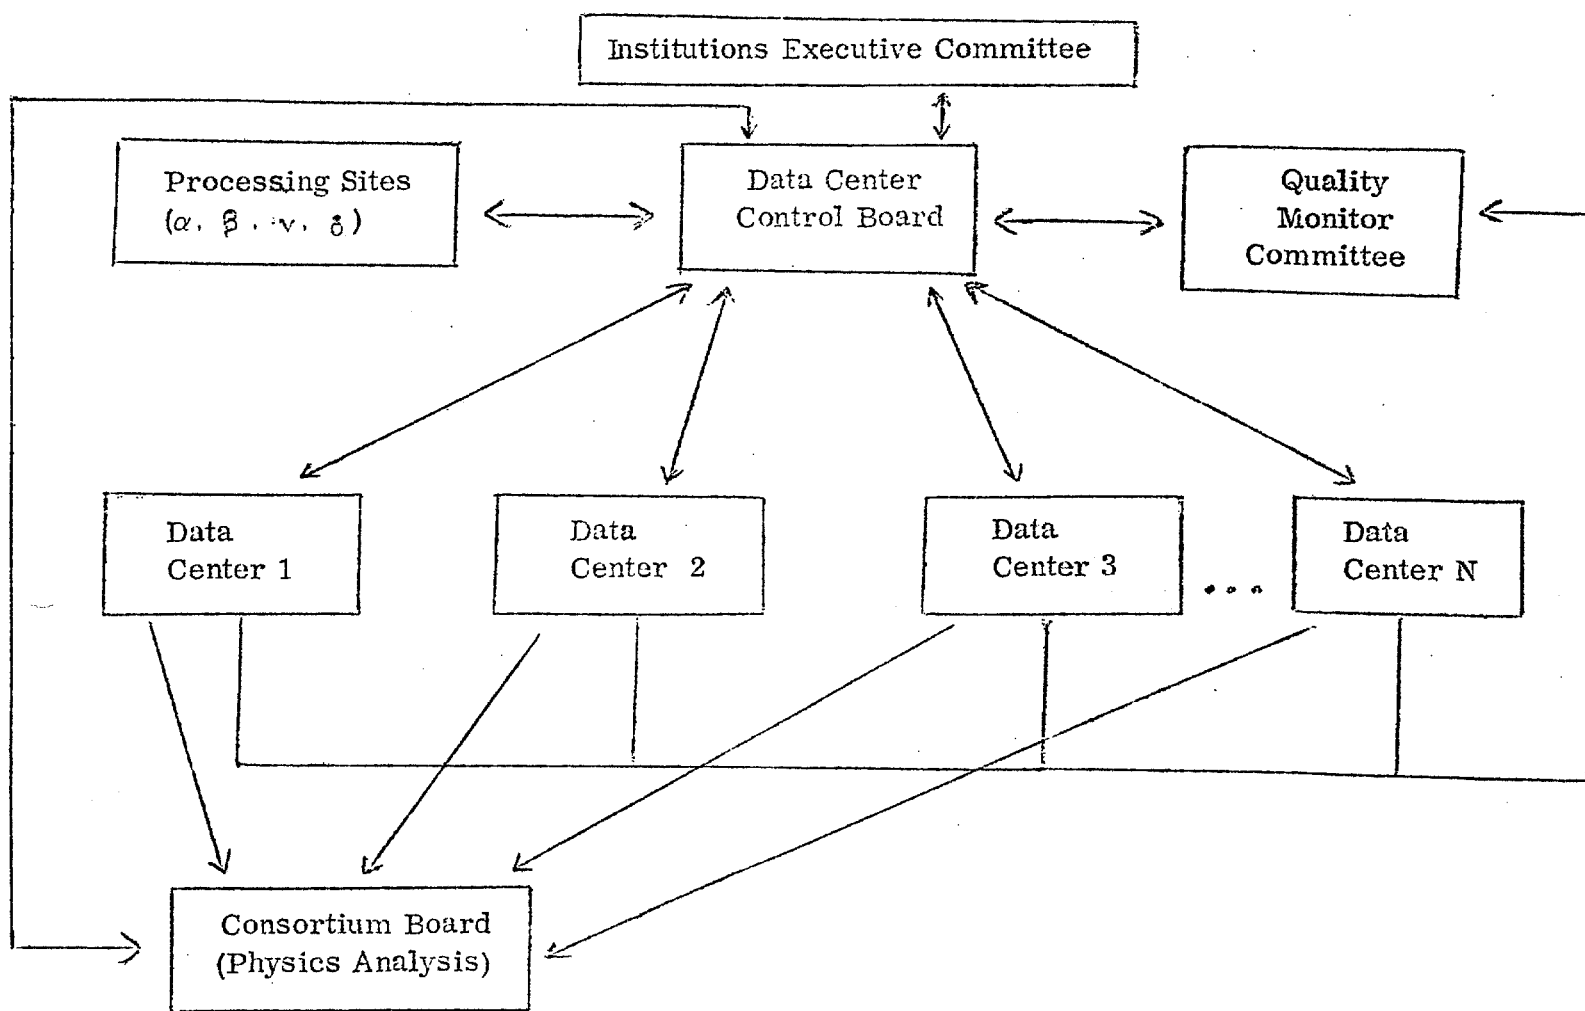 Institutions Executive Committee
Processing Sites
(α, β, γ, δ)
Data Center
Control Board
Quality
Monitor
Committee
Data
Center 1
Data
Center 2
Data
Center 3
...
Data
Center N
Consortium Board
(Physics Analysis)